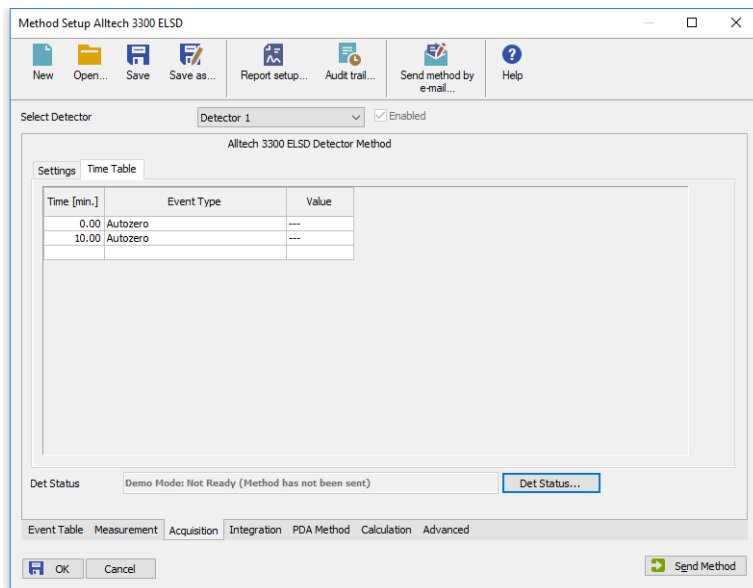 Method Setup Alltech 3300 ELSD
New Open... Save Save as... Report setup... Audit trail... Send method by e-mail... Help
Select Detector Detector 1 Enabled
Alltech 3300 ELSD Detector Method
Settings Time Table
Time [min.] Event Type Value
0.00 Autozero ---
10.00 Autozero ---
Det Status Demo Mode: Not Ready (Method has not been sent) Det Status...
Event Table Measurement Acquisition Integration PDA Method Calculation Advanced
OK Cancel Send Method